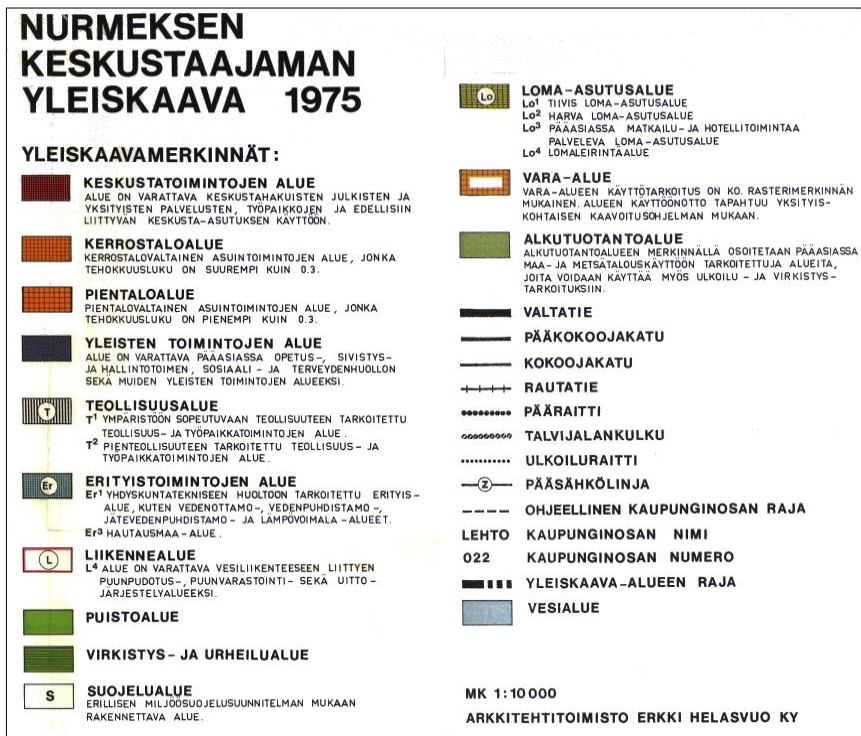 NURMEKSEN
KESKUSTAAJAMAN
YLEISKAAVA 1975
YLEISKAAVAMERKINNÄT:
KESKUSTATOIMINTOJEN ALUE
ALUE ON VARATTAVA KESKUSTAHAKUISTEN JULKISTEN JA
YKSITYISTEN PALVELUSTEN, TYÖPAIKKOJEN JA EDELLISIIN
LIITTYVÄN KESKUSTA-ASUTUKSEN KÄYTTÖÖN.
KERROSTALOALUE
KERROSTALOVALTAINEN ASUINTOIMINTOJEN ALUE, JONKA
TEHOKKUUSLUKU ON SUUREMPI KUIN 0.3.
PIENTALOALUE
PIENTALOVALTAINEN ASUINTOIMINTOJEN ALUE, JONKA
TEHOKKUUSLUKU ON PIENEMPI KUIN 0.3.
YLEISTEN TOIMINTOJEN ALUE
ALUE ON VARATTAVA PÄÄASIASSA OPETUS-, SIVISTYS-
JA HALLINTOTOIMEN, SOSIAALI- JA TERVEYDENHUOLLON
SEKÄ MUIDEN YLEISTEN TOIMINTOJEN ALUEEKSI.
T TEOLLISUUSALUE
T1 YMPÄRISTÖÖN SOPEUTUVAAN TEOLLISUUTEEN TARKOITETTU
TEOLLISUUS- JA TYÖPAIKKATOIMINTOJEN ALUE.
T2 PIENTEOLLISUUTEEN TARKOITETTU TEOLLISUUS- JA
TYÖPAIKKATOIMINTOJEN ALUE.
Er ERITYISTOIMINTOJEN ALUE
Er1 YHDYSKUNTATEKNISEEN HUOLTOON TARKOITETTU ERITYIS-
ALUE, KUTEN VEDENOTTAMO-, VEDENPUHDISTAMO-,
JÄTEVEDENPUHDISTAMO- JA LÄMPÖVOIMALA-ALUEET.
Er3 HAUTAUSMAA-ALUE.
L LIIKENNEALUE
L4 ALUE ON VARATTAVA VESILIIKENTEESEEN LIITTYEN
PUUNPUDOTUS-, PUUNVARASTOINTI- SEKÄ UITTO-
JÄRJESTELYALUEEKSI.
PUISTOALUE
VIRKISTYS- JA URHEILUALUE
S SUOJELUALUE
ERILLISEN MILJÖÖSUOJELUSUUNNITELMAN MUKAAN
RAKENNETTAVA ALUE.
Lo LOMA-ASUTUSALUE
Lo1 TIIVIS LOMA-ASUTUSALUE
Lo2 HARVA LOMA-ASUTUSALUE
Lo3 PÄÄASIASSA MATKAILU- JA HOTELLITOIMINTAA
PALVELEVA LOMA-ASUTUSALUE
Lo4 LOMALEIRINTÄALUE
VARA-ALUE
VARA-ALUEEN KÄYTTÖTARKOITUS ON KO. RASTERIMERKINNÄN
MUKAINEN. ALUEEN KÄYTTÖÖNOTTO TAPAHTUU YKSITYIS-
KOHTAISEN KAAVOITUSOHJELMAN MUKAAN.
ALKUTUOTANTOALUE
ALKUTUOTANTOALUEEN MERKINNÄLLÄ OSOITETAAN PÄÄASIASSA
MAA- JA METSÄTALOUSKÄYTTÖÖN TARKOITETTUJA ALUEITA,
JOITA VOIDAAN KÄYTTÄÄ MYÖS ULKOILU- JA VIRKISTYS-
TARKOITUKSIIN.
VALTATIE
PÄÄKOKOOJAKATU
KOKOOJAKATU
RAUTATIE
PÄÄRAITTI
TALVIJALANKULKU
ULKOILURAITTI
Z PÄÄSÄHKÖLINJA
OHJEELLINEN KAUPUNGINOSAN RAJA
LEHTO KAUPUNGINOSAN NIMI
022 KAUPUNGINOSAN NUMERO
YLEISKAAVA-ALUEEN RAJA
VESIALUE
MK 1:10000
ARKKITEHTITOIMISTO ERKKI HELASVUO KY